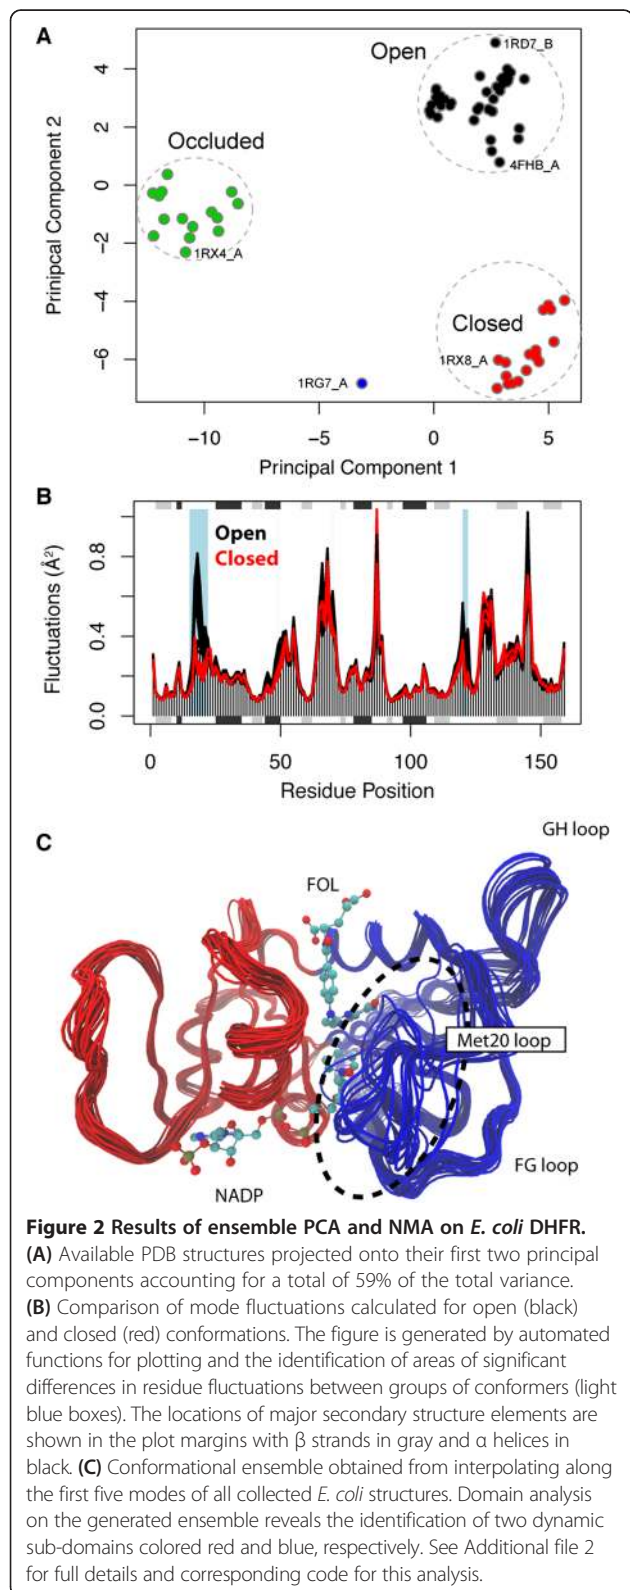 A
Open
1RD7_B
4FHB_A
Occluded
1RX4_A
Closed
1RX8_A
1RG7_A
Prinipcal Component 2
4
2
0
−2
−4
−6
−10
−5
0
5
Principal Component 1
B
Open
Closed
Fluctuations (Å²)
0.8
0.4
0.0
0
50
100
150
Residue Position
C
GH loop
FOL
Met20 loop
FG loop
NADP
Figure 2 Results of ensemble PCA and NMA on E. coli DHFR.
(A) Available PDB structures projected onto their first two principal
components accounting for a total of 59% of the total variance.
(B) Comparison of mode fluctuations calculated for open (black)
and closed (red) conformations. The figure is generated by automated
functions for plotting and the identification of areas of significant
differences in residue fluctuations between groups of conformers (light
blue boxes). The locations of major secondary structure elements are
shown in the plot margins with β strands in gray and α helices in
black. (C) Conformational ensemble obtained from interpolating along
the first five modes of all collected E. coli structures. Domain analysis
on the generated ensemble reveals the identification of two dynamic
sub-domains colored red and blue, respectively. See Additional file 2
for full details and corresponding code for this analysis.